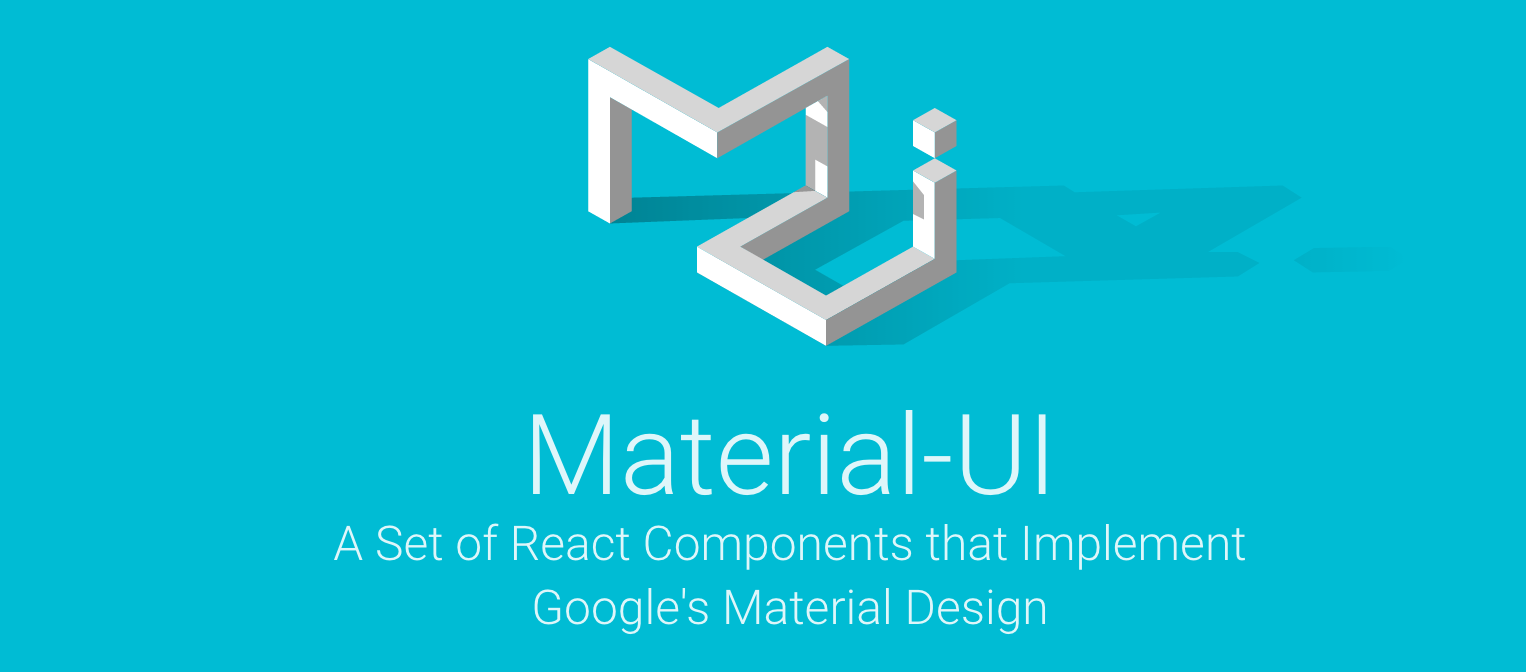 Material-UI
A Set of React Components that Implement
Google's Material Design